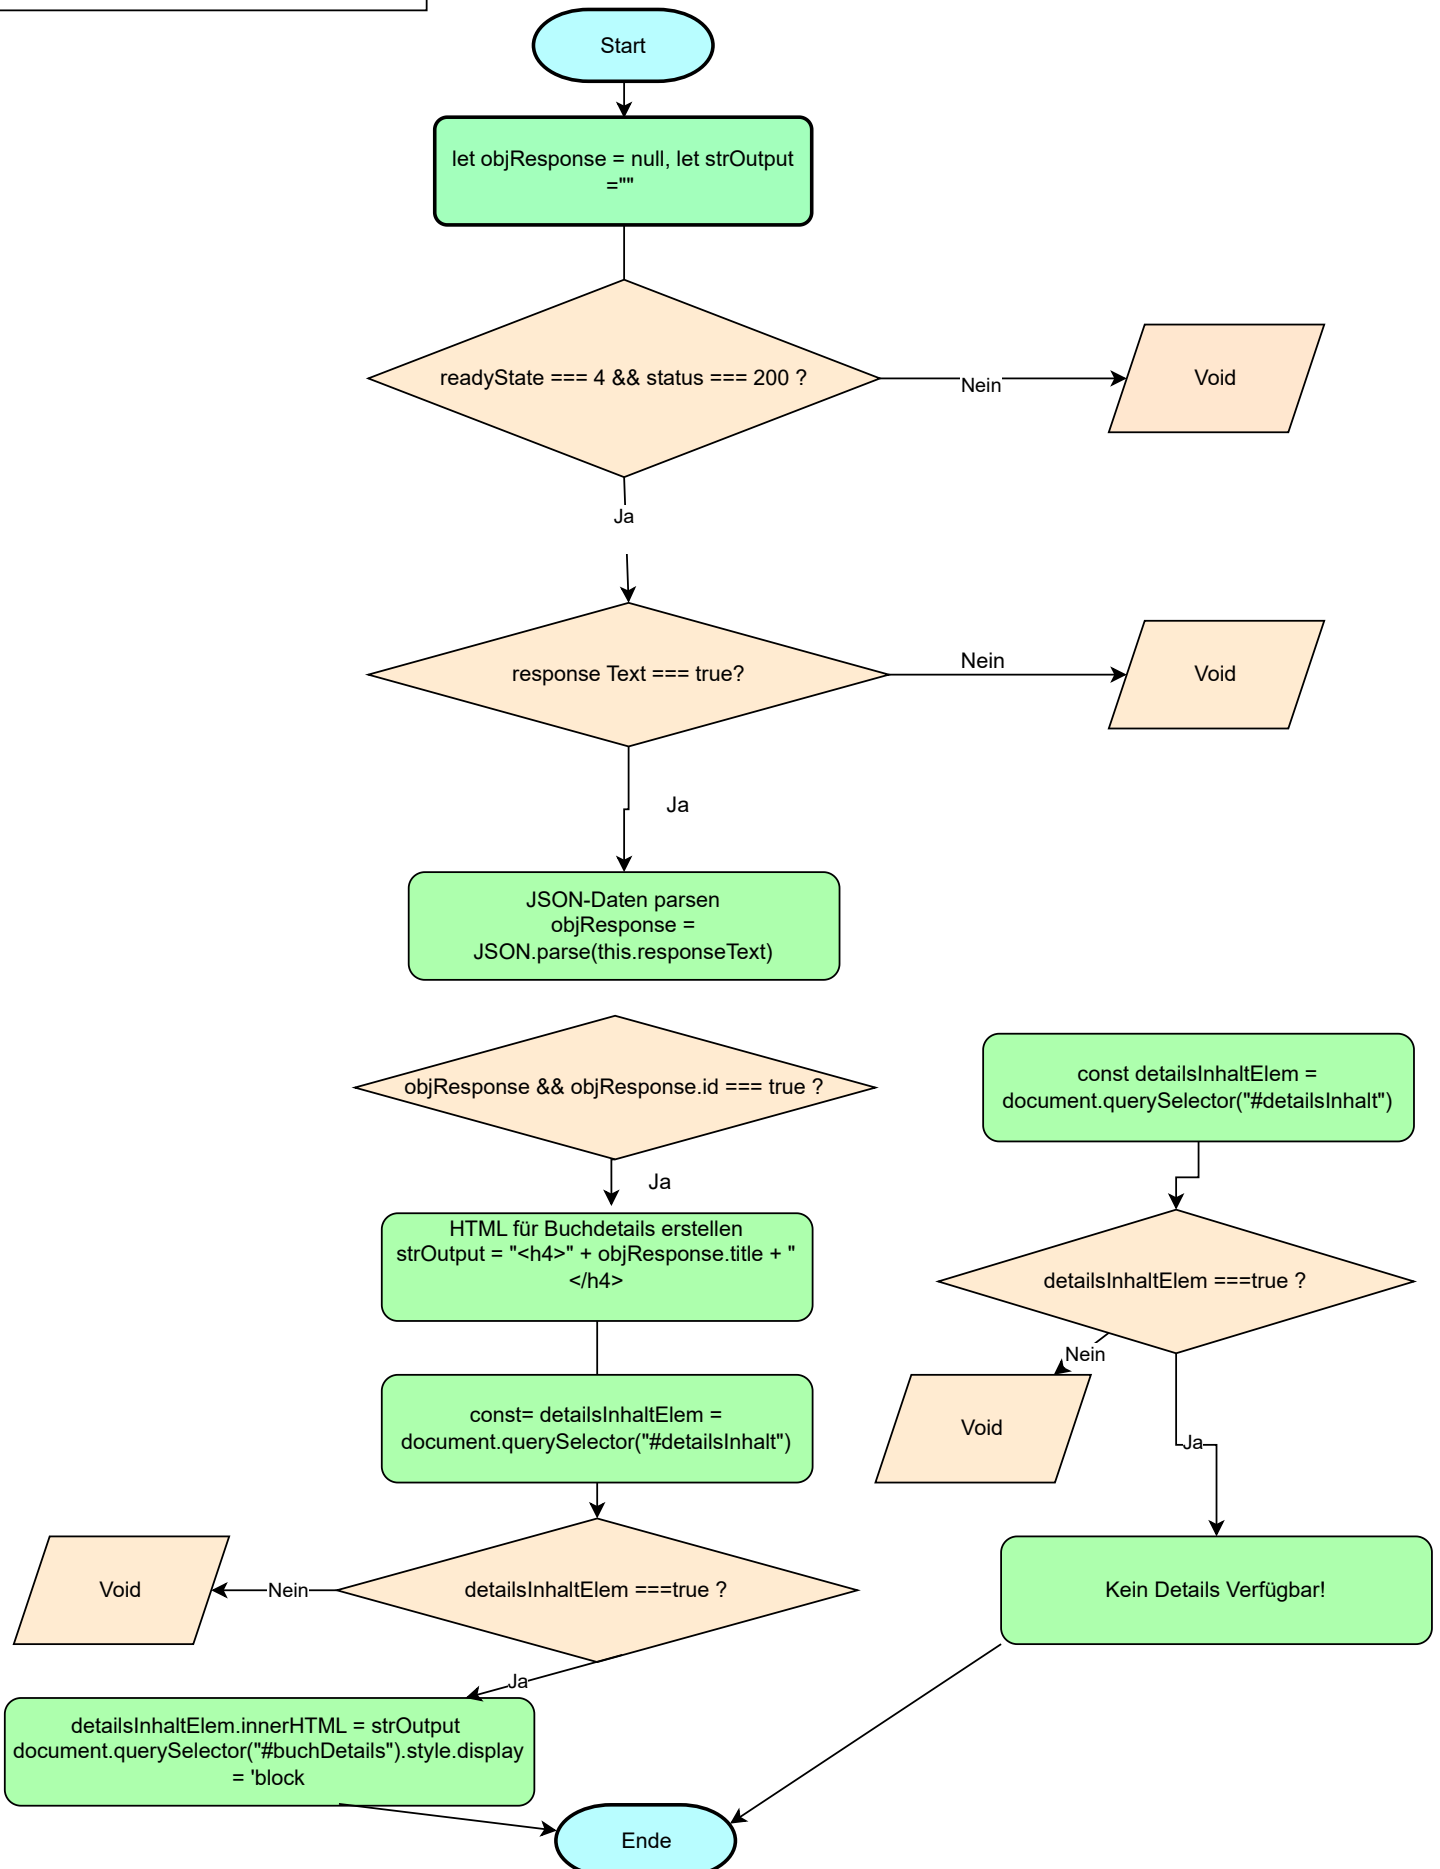 Start
let objResponse = null, let strOutput
=""
readyState === 4 && status === 200 ?
Nein
Void
Ja
response Text === true?
Nein
Void
Ja
JSON-Daten parsen
objResponse =
JSON.parse(this.responseText)
objResponse && objResponse.id === true ?
Ja
HTML für Buchdetails erstellen
strOutput = "<h4>" + objResponse.title + "
</h4>
const= detailsInhaltElem =
document.querySelector("#detailsInhalt")
detailsInhaltElem ===true ?
Nein
Void
Ja
detailsInhaltElem.innerHTML = strOutput
document.querySelector("#buchDetails").style.display
= 'block
const detailsInhaltElem =
document.querySelector("#detailsInhalt")
detailsInhaltElem ===true ?
Nein
Void
Ja
Kein Details Verfügbar!
Ende